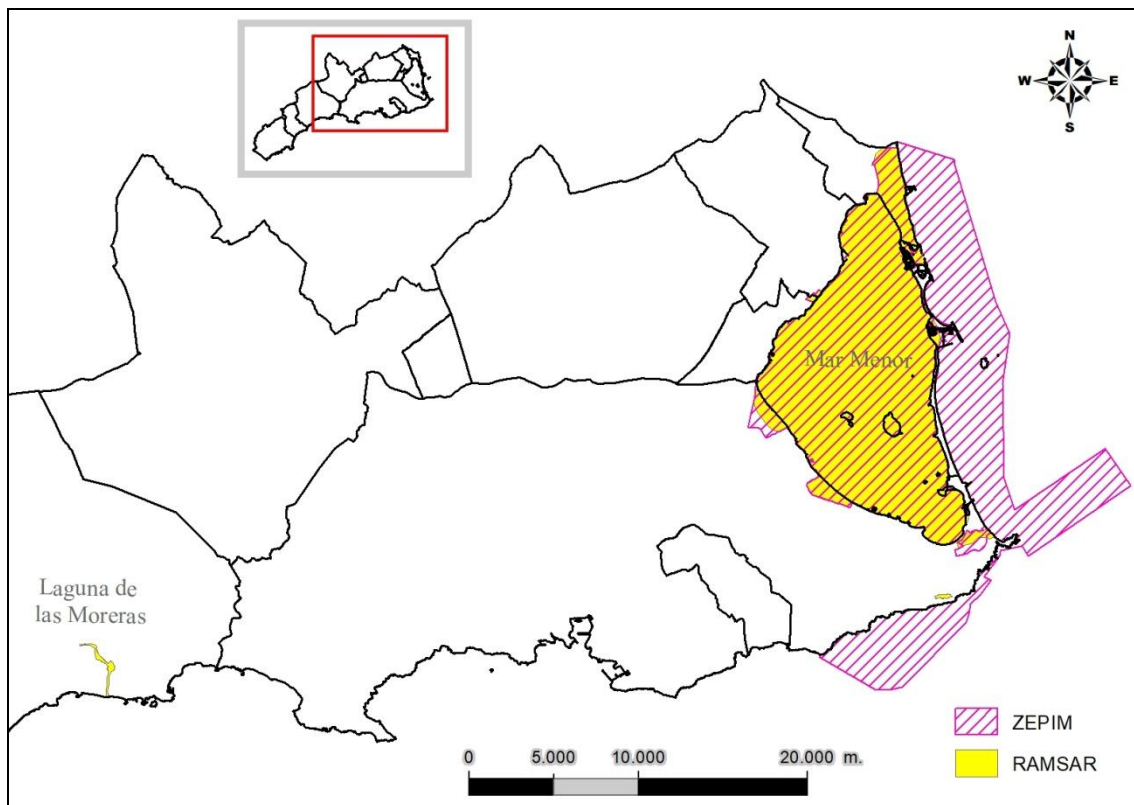 N
W E
S
Mar Menor
Laguna de
las Moreras
ZEPIM
RAMSAR
0 5.000 10.000 20.000 m.